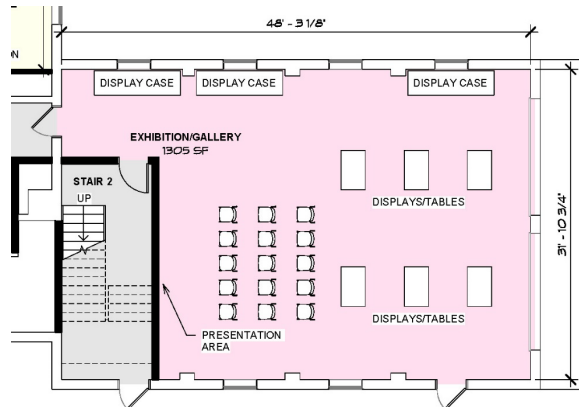 48' - 3 1/8"
ON
DISPLAY CASE
DISPLAY CASE
DISPLAY CASE
EXHIBITION/GALLERY
1305 SF
STAIR 2
UP
DISPLAYS/TABLES
31' - 10 3/4"
DISPLAYS/TABLES
PRESENTATION
AREA